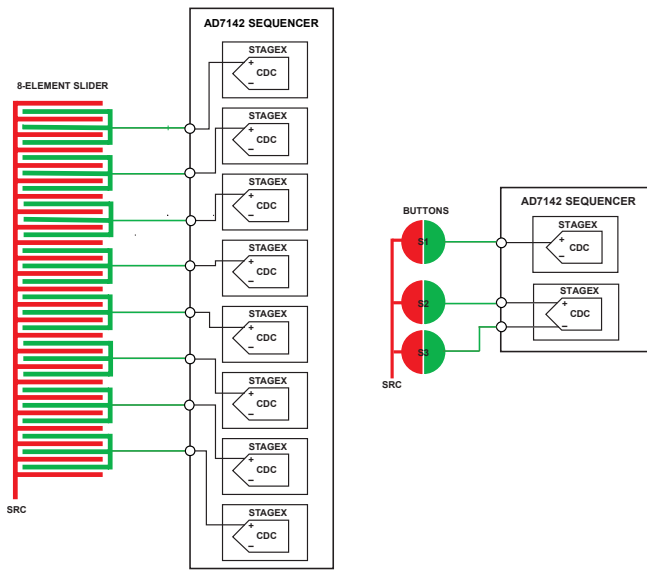 AD7142 SEQUENCER
8-ELEMENT SLIDER
STAGEX
+
CDC
–
STAGEX
+
CDC
–
STAGEX
+
CDC
–
STAGEX
+
CDC
–
STAGEX
+
CDC
–
STAGEX
+
CDC
–
STAGEX
+
CDC
–
STAGEX
+
CDC
–
SRC
BUTTONS
S1
S2
S3
SRC
AD7142 SEQUENCER
STAGEX
+
CDC
–
STAGEX
+
CDC
–